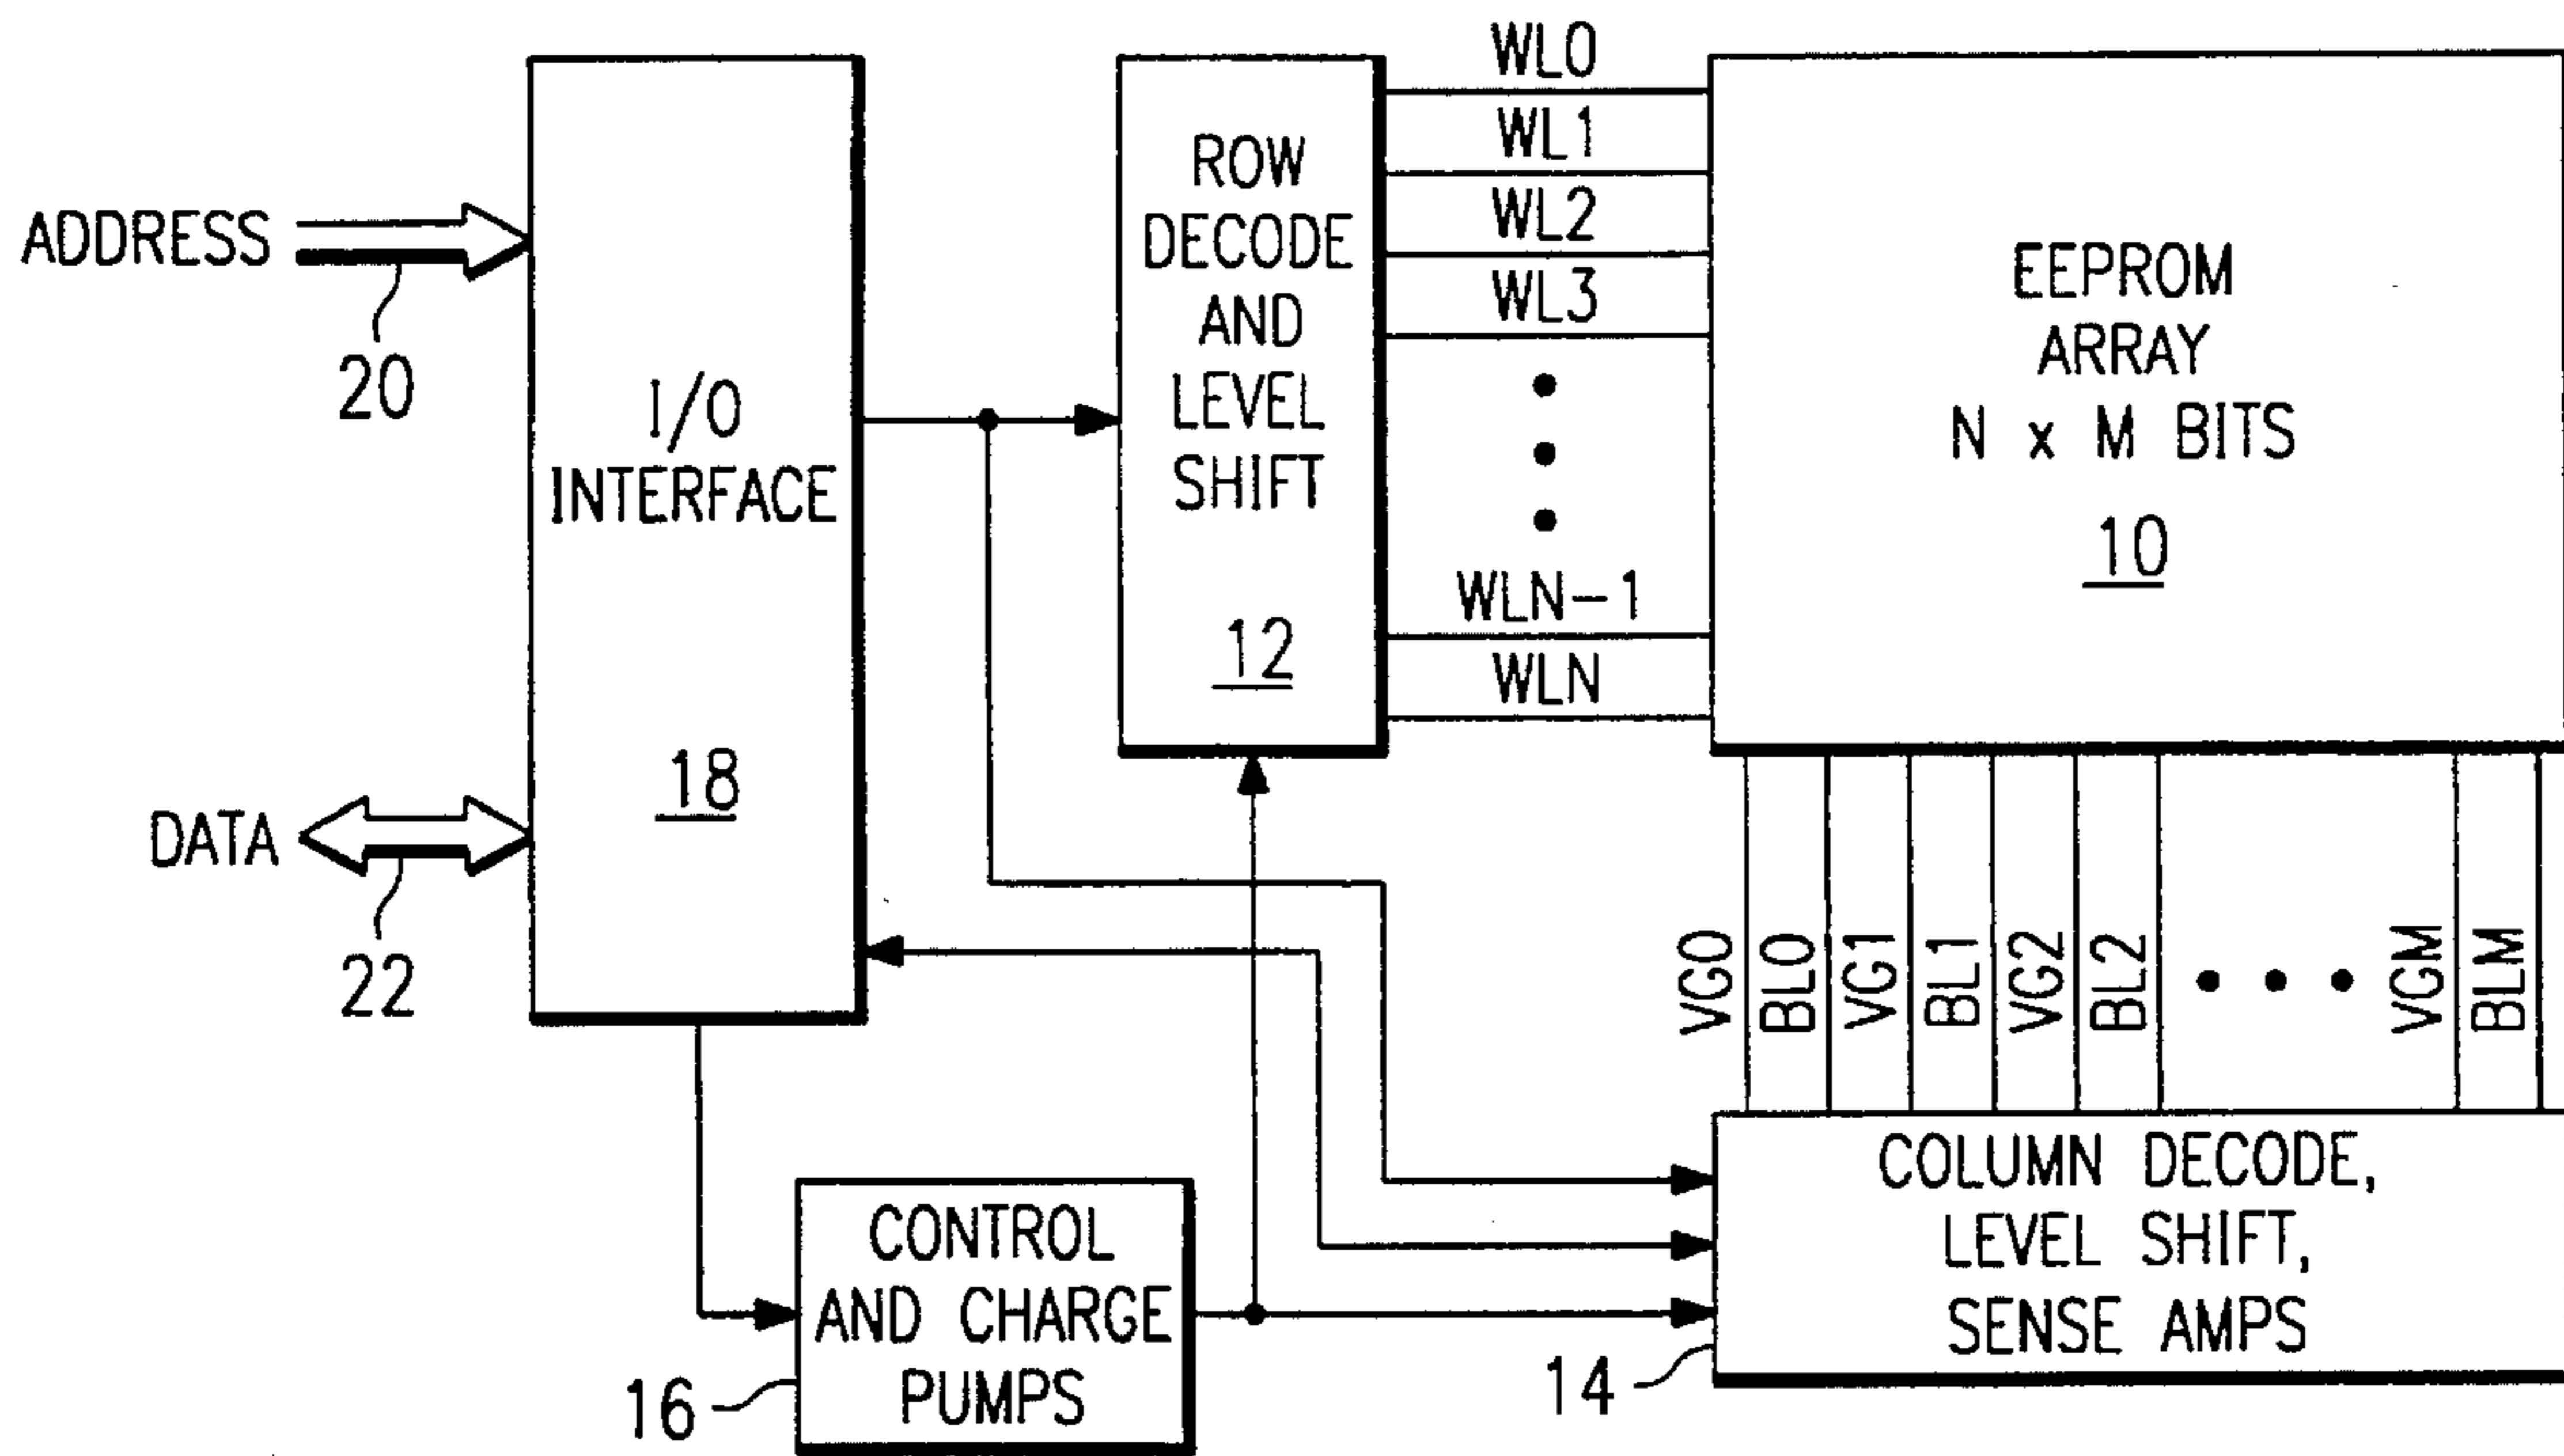 ADDRESS
20
DATA
22
I/O
INTERFACE
18
ROW
DECODE
AND
LEVEL
SHIFT
12
WL0
WL1
WL2
WL3
WLN-1
WLN
EEPROM
ARRAY
N x M BITS
10
VG0
BL0
VG1
BL1
VG2
BL2
VGM
BLM
CONTROL
AND CHARGE
PUMPS
16
COLUMN DECODE,
LEVEL SHIFT,
SENSE AMPS
14